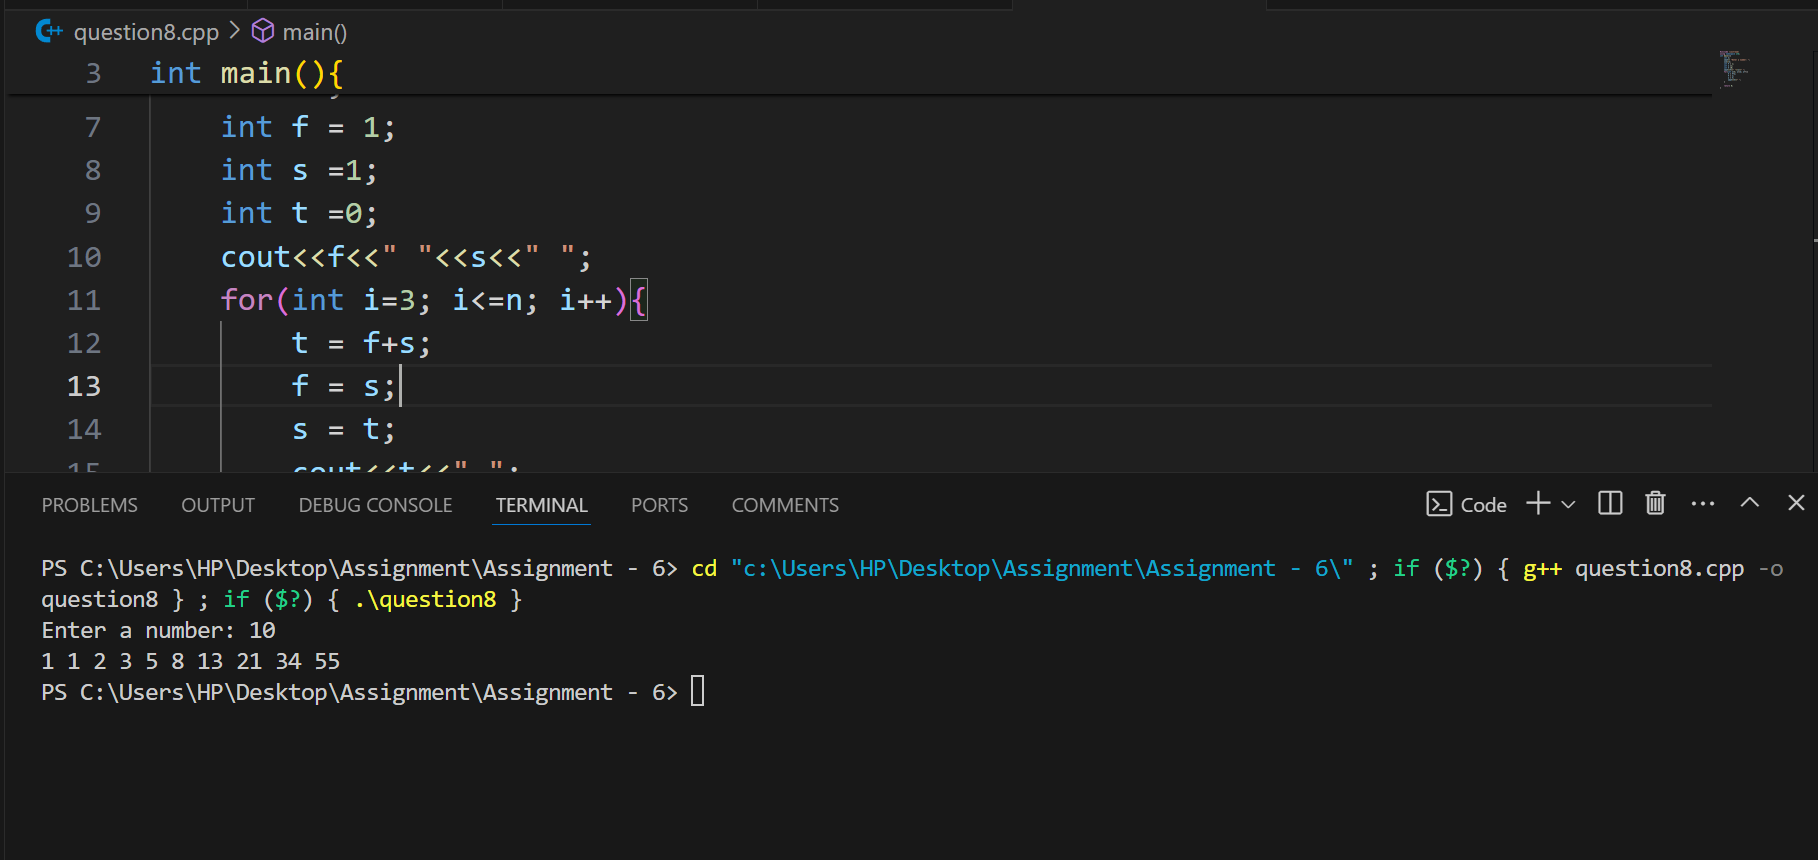 question8.cpp > main()
3 int main(){
7 int f = 1;
8 int s =1;
9 int t =0;
10 cout<<f<<" "<<s<<" ";
11 for(int i=3; i<=n; i++){
12 t = f+s;
13 f = s;
14 s = t;
15 cout<<t<<" ";
PROBLEMS OUTPUT DEBUG CONSOLE TERMINAL PORTS COMMENTS Code
PS C:\Users\HP\Desktop\Assignment\Assignment - 6> cd "c:\Users\HP\Desktop\Assignment\Assignment - 6\" ; if ($?) { g++ question8.cpp -o
question8 } ; if ($?) { .\question8 }
Enter a number: 10
1 1 2 3 5 8 13 21 34 55
PS C:\Users\HP\Desktop\Assignment\Assignment - 6>